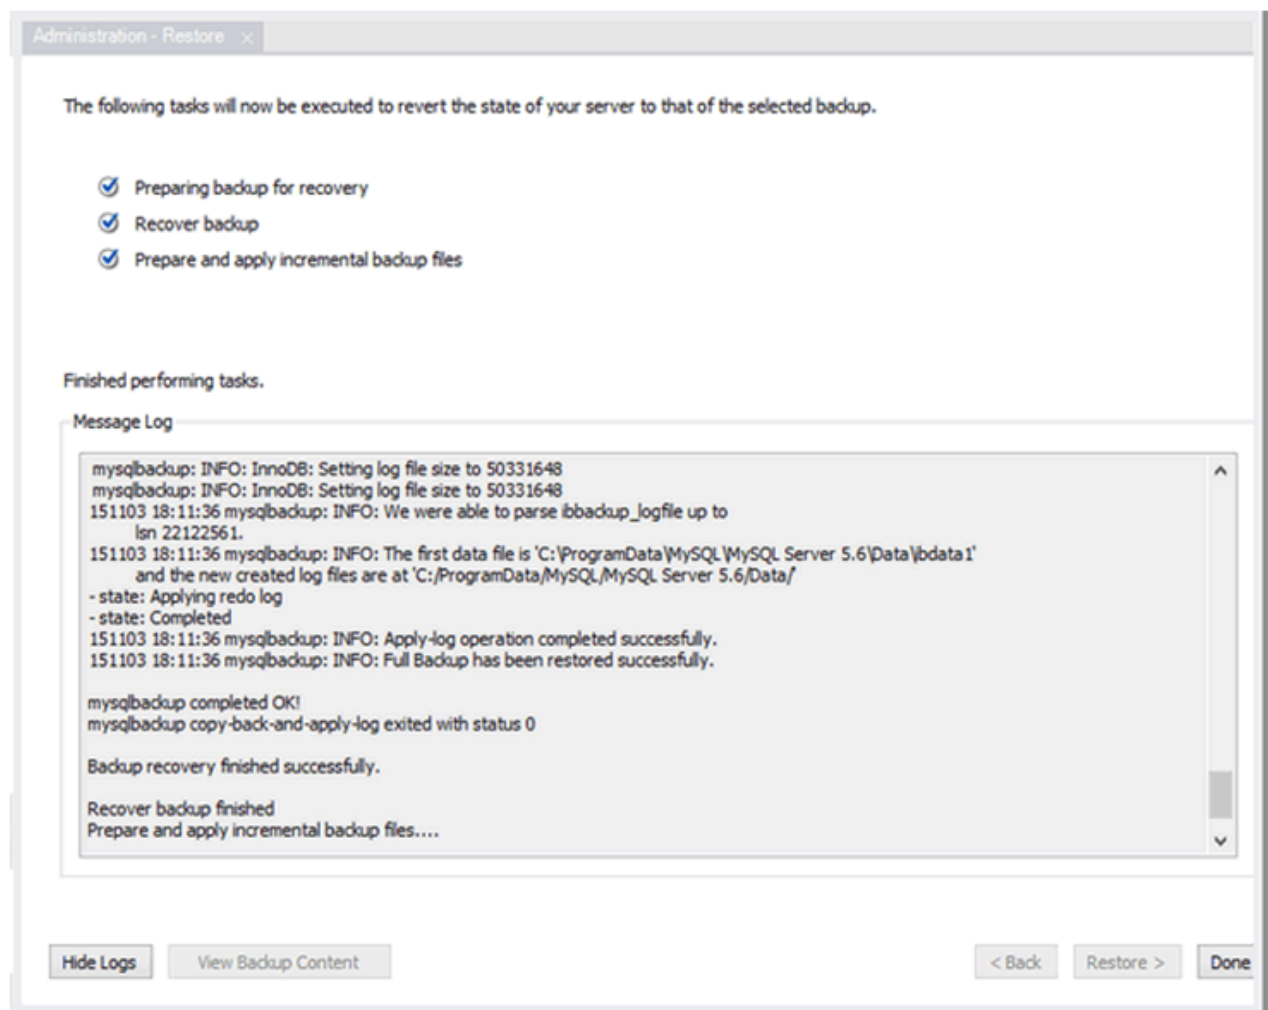 Administration - Restore
The following tasks will now be executed to revert the state of your server to that of the selected backup.
Preparing backup for recovery
Recover backup
Prepare and apply incremental backup files
Finished performing tasks.
Message Log
mysqlbackup: INFO: InnoDB: Setting log file size to 50331648
mysqlbackup: INFO: InnoDB: Setting log file size to 50331648
151103 18:11:36 mysqlbackup: INFO: We were able to parse ibbackup_logfile up to
lsn 22122561.
151103 18:11:36 mysqlbackup: INFO: The first data file is 'C:\ProgramData\MySQL\MySQL Server 5.6\Data\ibdata1'
and the new created log files are at 'C:/ProgramData/MySQL/MySQL Server 5.6/Data/'
- state: Applying redo log
- state: Completed
151103 18:11:36 mysqlbackup: INFO: Apply-log operation completed successfully.
151103 18:11:36 mysqlbackup: INFO: Full Backup has been restored successfully.
mysqlbackup completed OK!
mysqlbackup copy-back-and-apply-log exited with status 0
Backup recovery finished successfully.
Recover backup finished
Prepare and apply incremental backup files....
Hide Logs View Backup Content < Back Restore > Done